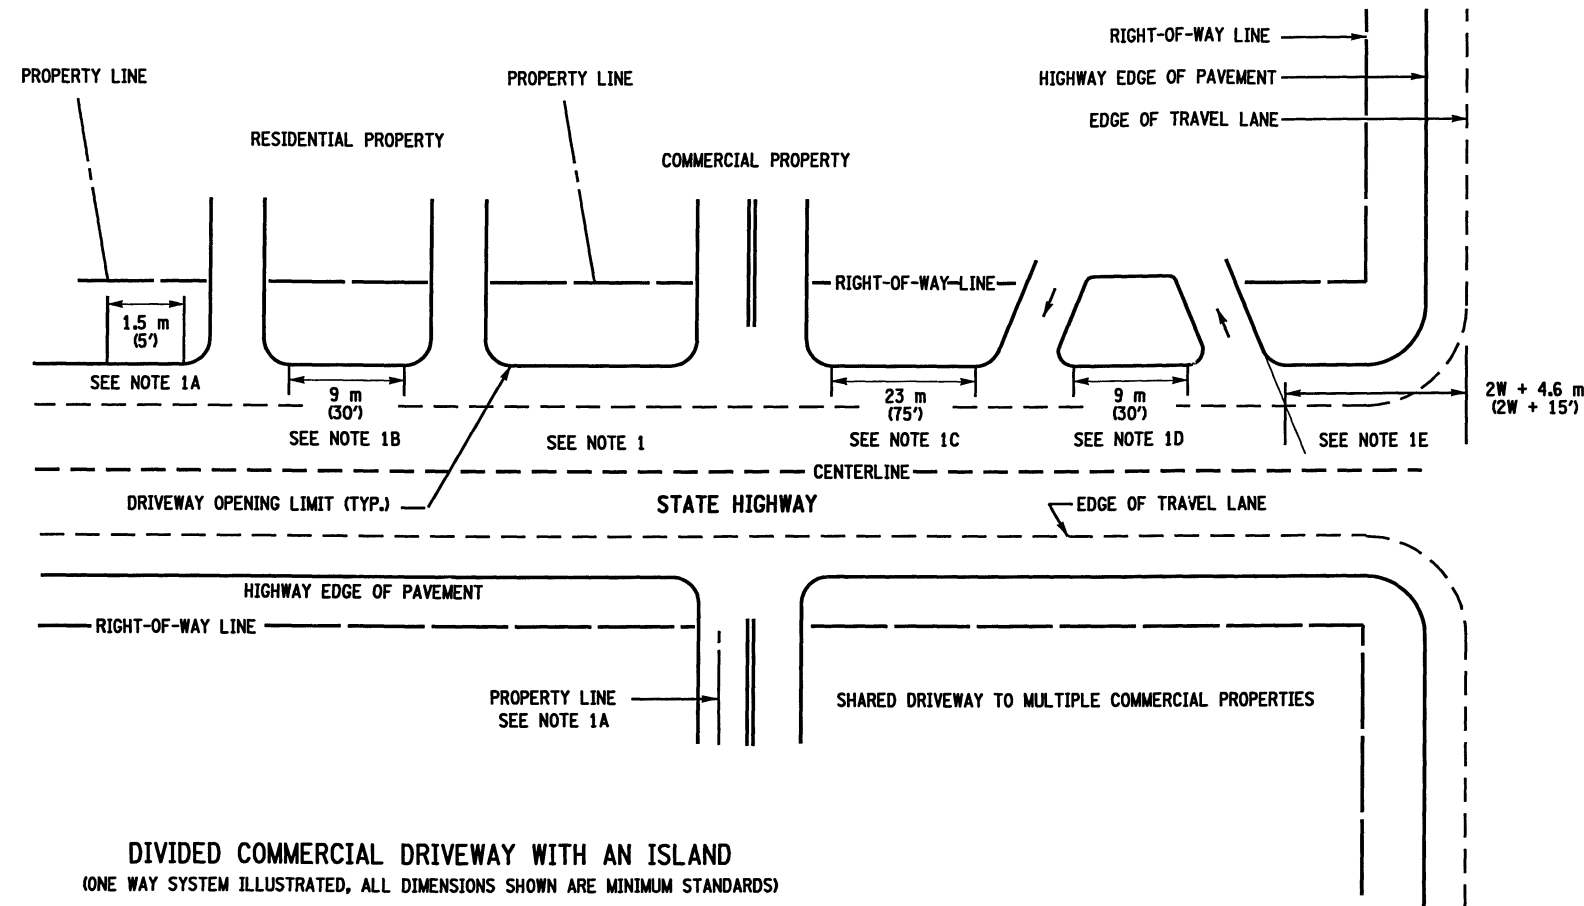 RIGHT-OF-WAY LINE
HIGHWAY EDGE OF PAVEMENT
EDGE OF TRAVEL LANE
PROPERTY LINE
PROPERTY LINE
RESIDENTIAL PROPERTY
COMMERCIAL PROPERTY
RIGHT-OF-WAY-LINE
1.5 m
(5')
SEE NOTE 1A
9 m
(30')
SEE NOTE 1B
SEE NOTE 1
23 m
(75')
SEE NOTE 1C
9 m
(30')
SEE NOTE 1D
2W + 4.6 m
(2W + 15')
SEE NOTE 1E
CENTERLINE
DRIVEWAY OPENING LIMIT (TYP.)
STATE HIGHWAY
EDGE OF TRAVEL LANE
HIGHWAY EDGE OF PAVEMENT
RIGHT-OF-WAY LINE
PROPERTY LINE
SEE NOTE 1A
SHARED DRIVEWAY TO MULTIPLE COMMERCIAL PROPERTIES
DIVIDED COMMERCIAL DRIVEWAY WITH AN ISLAND
(ONE WAY SYSTEM ILLUSTRATED, ALL DIMENSIONS SHOWN ARE MINIMUM STANDARDS)